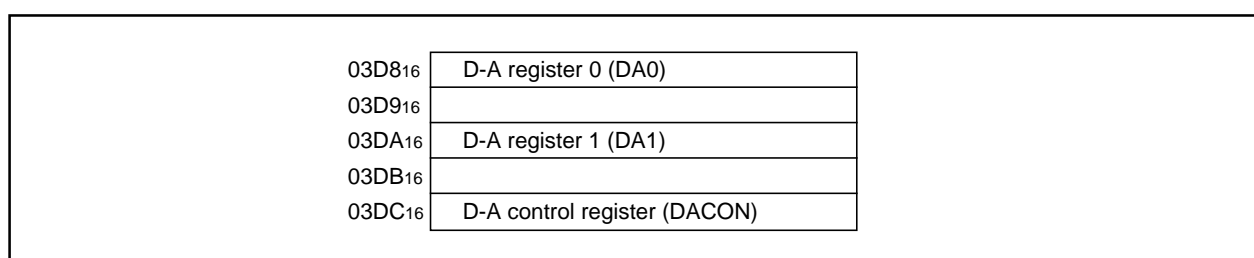 03D816 D-A register 0 (DA0)
03D916
03DA16 D-A register 1 (DA1)
03DB16
03DC16 D-A control register (DACON)